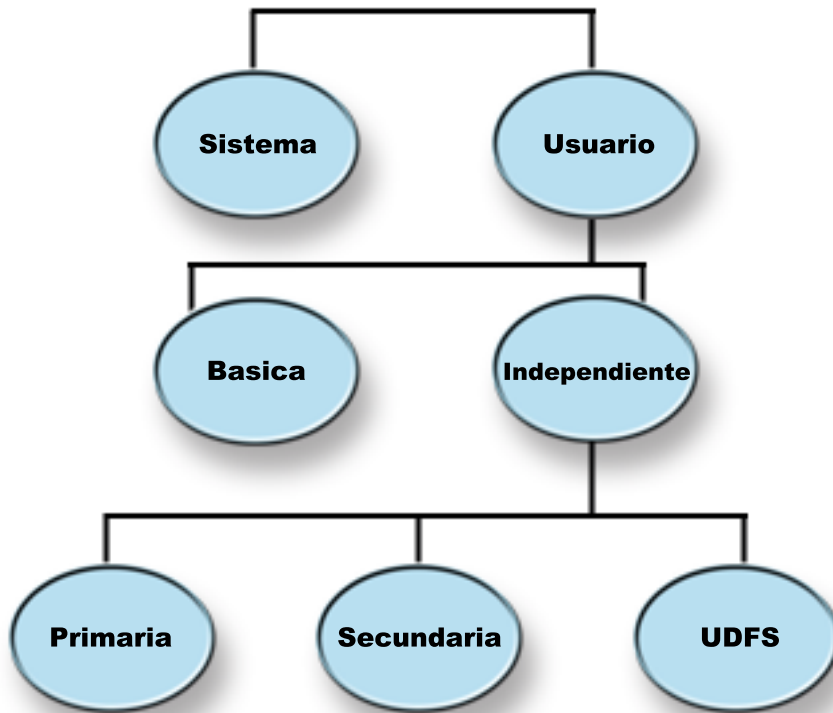 Sistema
Usuario
Basica
Independiente
Primaria
Secundaria
UDFS